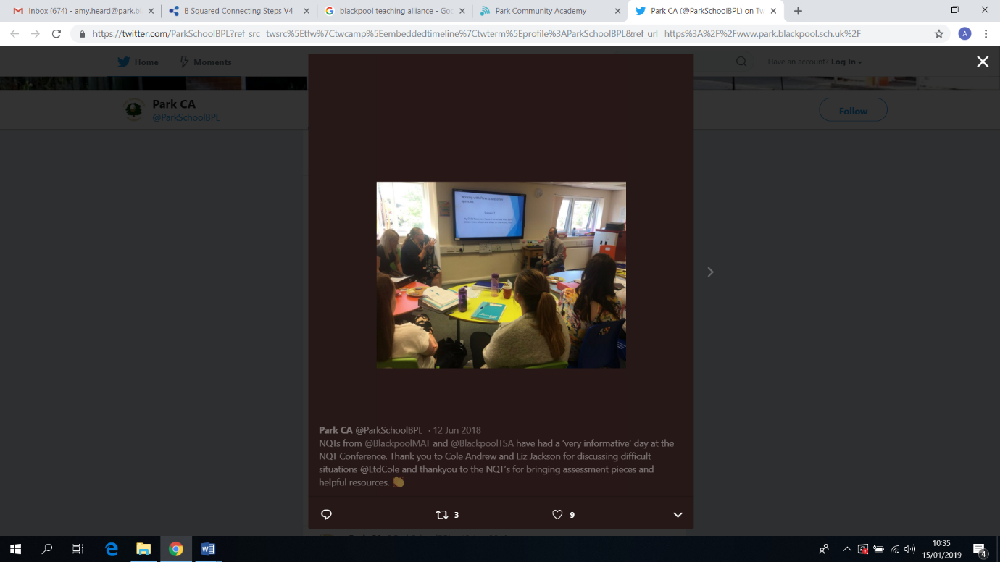 Inbox (674) - amy.heard@park.bl
B Squared Connecting Steps V4
blackpool teaching alliance - Goo
Park Community Academy
Park CA (@ParkSchoolBPL) on Tw
https://twitter.com/ParkSchoolBPL?ref_src=twsrc%5Etfw%7Ctwcamp%5Eembeddedtimeline%7Ctwterm%5Eprofile%3AParkSchoolBPL&ref_url=https%3A%2F%2Fwww.park.blackpool.sch.uk%2F
A
Home
Moments
Have an account? Log In
Park CA
@ParkSchoolBPL
Follow
Working with Parents and other
agencies
Park CA @ParkSchoolBPL · 12 Jun 2018
NQTs from @BlackpoolMAT and @BlackpoolTSA have had a ‘very informative’ day at the
NQT Conference. Thank you to Cole Andrew and Liz Jackson for discussing difficult
situations @LtdCole and thankyou to the NQT’s for bringing assessment pieces and
helpful resources. 👏
3
9
10:35
15/01/2019
4